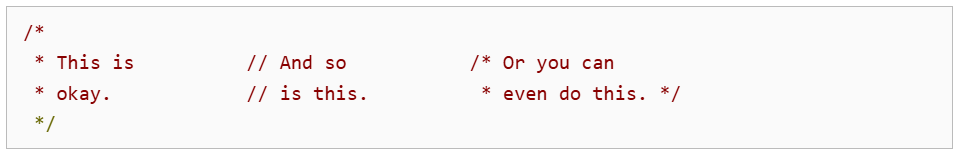 /*
 * This is          // And so           /* Or you can
 * okay.            // is this.          * even do this. */
 */